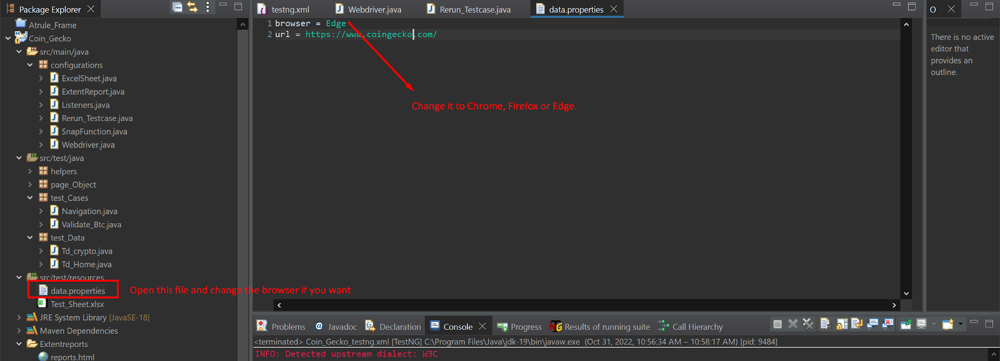 Package Explorer
Atrule_Frame
Coin_Gecko
src/main/java
configurations
ExcelSheet.java
ExtentReport.java
Listeners.java
Rerun_Testcase.java
SnapFunction.java
Webdriver.java
src/test/java
helpers
page_Object
test_Cases
Navigation.java
Validate_Btc.java
test_Data
Td_crypto.java
Td_Home.java
src/test/resources
data.properties
Open this file and change the browser if you want
Test_Sheet.xlsx
JRE System Library [JavaSE-18]
Maven Dependencies
Extentreports
reports.html
testng.xml Webdriver.java Rerun_Testcase.java data.properties
1 browser = Edge
2 url = https://www.coingecko.com/
Change it to Chrome, Firefox or Edge.
O
There is no active
editor that
provides an
outline.
Problems @ Javadoc Declaration Console Progress Results of running suite Call Hierarchy
<terminated> Coin_Gecko_testng.xml [TestNG] C:\Program Files\Java\jdk-19\bin\javaw.exe (Oct 31, 2022, 10:56:34 AM – 10:58:17 AM) [pid: 9484]
INFO: Detected upstream dialect: W3C